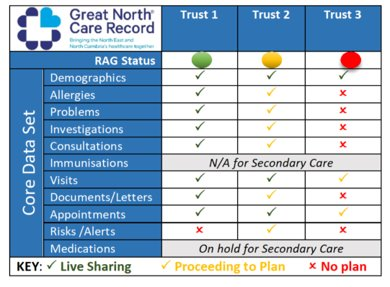 Great North® Trust 1 Trust 2 Trust 3
Care Record
Bringing the North East and
North Cumbria's healthcare together
RAG Status
Core Data Set
Demographics ✓ ✓ ✓
Allergies ✓ ✓ ×
Problems ✓ ✓ ×
Investigations ✓ ✓ ×
Consultations ✓ ✓ ×
Immunisations N/A for Secondary Care
Visits ✓ ✓ ✓
Documents/Letters ✓ ✓ ×
Appointments ✓ ✓ ✓
Risks /Alerts × ✓ ×
Medications On hold for Secondary Care
KEY: ✓ Live Sharing ✓ Proceeding to Plan × No plan